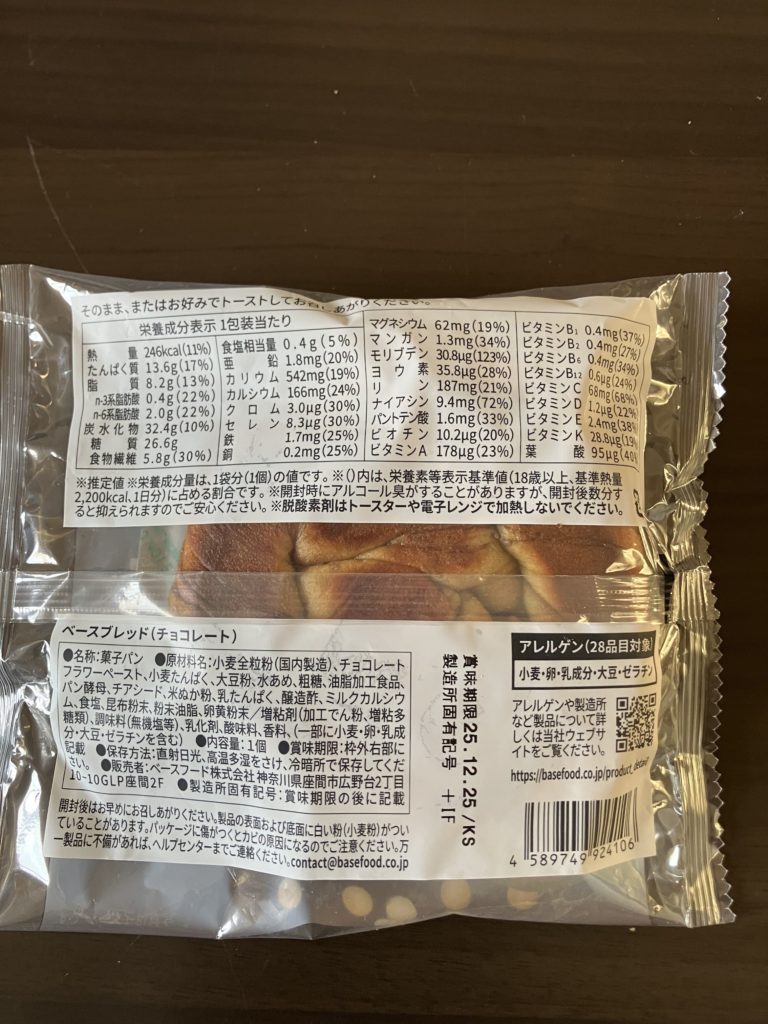 そのまま、またはお好みでトーストしてお召しあがりください。
栄養成分表示 1包装当たり
熱量 246kcal(11%)
たんぱく質 13.6g(17%)
脂質 8.2g(13%)
n-3系脂肪酸 0.4g(22%)
n-6系脂肪酸 2.0g(22%)
炭水化物 32.4g(10%)
糖質 26.6g
食物繊維 5.8g(30%)
食塩相当量 0.4g(5%)
亜鉛 1.8mg(20%)
カリウム 542mg(19%)
カルシウム 166mg(24%)
クロム 3.0μg(30%)
セレン 8.3μg(30%)
鉄 1.7mg(25%)
銅 0.2mg(25%)
マグネシウム 62mg(19%)
マンガン 1.3mg(34%)
モリブデン 30.8μg(123%)
ヨウ素 35.8μg(28%)
リン 187mg(21%)
ナイアシン 9.4mg(72%)
パントテン酸 1.6mg(33%)
ビオチン 10.2μg(20%)
ビタミンA 178μg(23%)
ビタミンB1 0.4mg(37%)
ビタミンB2 0.4mg(27%)
ビタミンB6 0.4mg(34%)
ビタミンB12 0.6μg(24%)
ビタミンC 68mg(68%)
ビタミンD 1.2μg(22%)
ビタミンE 2.4mg(38%)
ビタミンK 28.8μg(19%
葉酸 95μg(40%
※推定値 ※栄養成分量は、1袋分(1個)の値です。※()内は、栄養素等表示基準値(18歳以上、基準熱量
2,200kcal、1日分)に占める割合です。※開封時にアルコール臭がすることがありますが、開封後数分す
ると抑えられますのでご安心ください。※脱酸素剤はトースターや電子レンジで加熱しないでください。
ベースブレッド(チョコレート)
●名称:菓子パン ●原材料名:小麦全粒粉(国内製造)、チョコレート
フラワーペースト、小麦たんぱく、大豆粉、水あめ、粗糖、油脂加工食品、
パン酵母、チアシード、米ぬか粉、乳たんぱく、醸造酢、ミルクカルシウ
ム、食塩、昆布粉末、粉末油脂、卵黄粉末/増粘剤(加工でん粉、増粘多
糖類)、調味料(無機塩等)、乳化剤、酸味料、香料、(一部に小麦・卵・乳成
分・大豆・ゼラチンを含む) ●内容量:1個 ●賞味期限:枠外右部に
記載 ●保存方法:直射日光、高温多湿をさけ、冷暗所で保存してくだ
さい。●販売者:ベースフード株式会社 神奈川県座間市広野台2丁目
10-10GLP座間2F ●製造所固有記号:賞味期限の後に記載
開封後はお早めにお召しあがりください。製品の表面および底面に白い粉(小麦粉)がつい
ていることがあります。パッケージに傷がつくとカビの原因になるのでご注意ください。万
一製品に不備があれば、ヘルプセンターまでご連絡ください。contact@basefood.co.jp
賞味期限 25.12.25/KS
製造所固有記号 +IF
アレルゲン(28品目対象)
小麦・卵・乳成分・大豆・ゼラチン
アレルゲンや製造所
など製品について詳
しくは当社ウェブサ
イトをご覧ください。
https://basefood.co.jp/product_detail
4 589749 924106